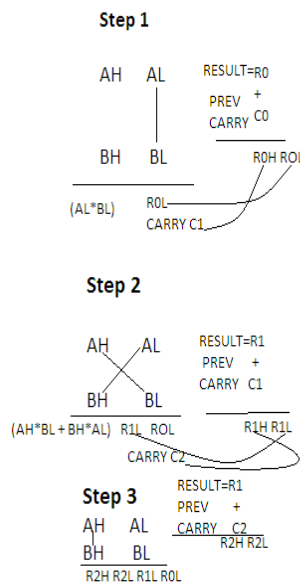 Step 1
AH AL RESULT=R0
PREV +
CARRY C0
BH BL R0H R0L
(AL*BL) R0L
CARRY C1
Step 2
AH AL RESULT=R1
PREV +
CARRY C1
BH BL
(AH*BL + BH*AL) R1L R0L R1H R1L
CARRY C2
Step 3
RESULT=R1
AH AL PREV +
CARRY C2
BH BL R2H R2L
R2H R2L R1L R0L